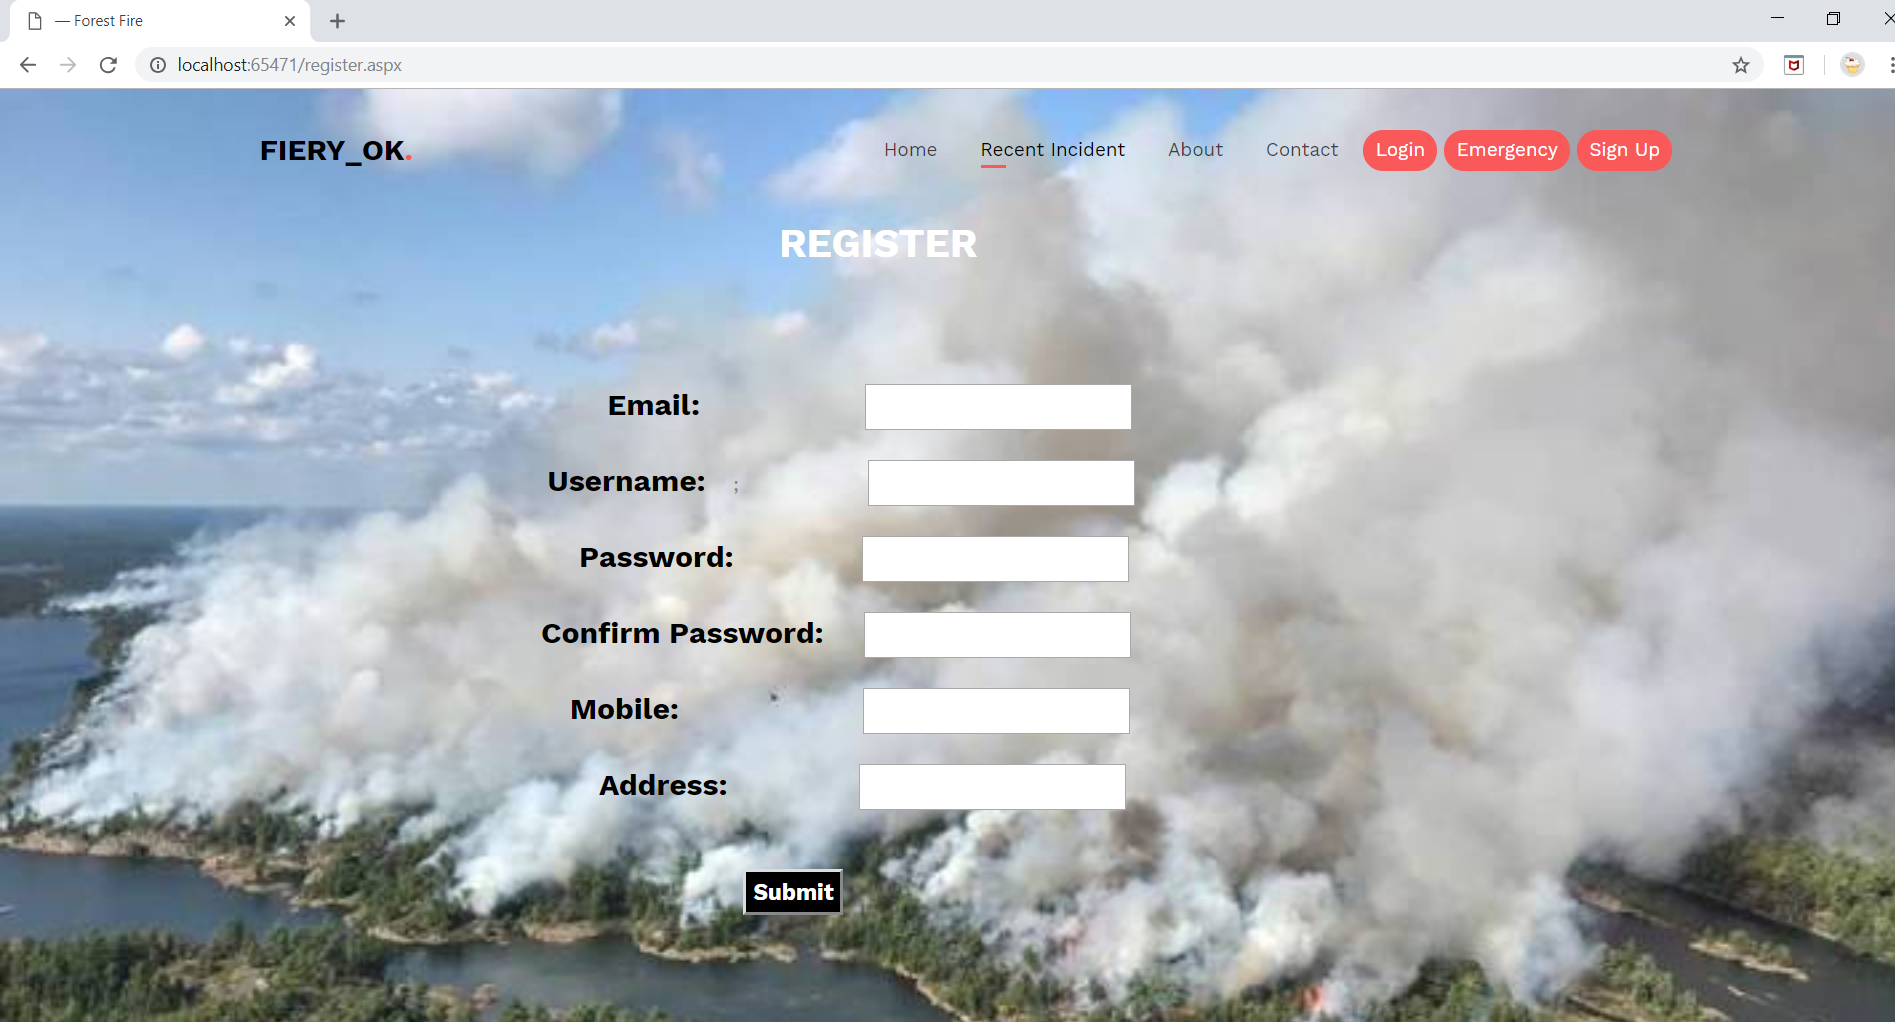 — Forest Fire
localhost:65471/register.aspx
FIERY_OK.
Home Recent Incident About Contact Login Emergency Sign Up
REGISTER
Email:
Username: ;
Password:
Confirm Password:
Mobile:
Address:
Submit